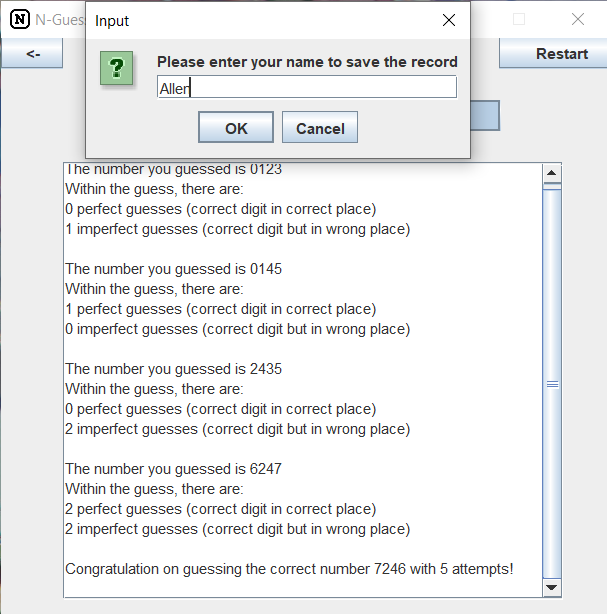 N-Gues
Input
<-
Restart
Please enter your name to save the record
?
Allen
OK
Cancel
The number you guessed is 0123
Within the guess, there are:
0 perfect guesses (correct digit in correct place)
1 imperfect guesses (correct digit but in wrong place)
The number you guessed is 0145
Within the guess, there are:
1 perfect guesses (correct digit in correct place)
0 imperfect guesses (correct digit but in wrong place)
The number you guessed is 2435
Within the guess, there are:
0 perfect guesses (correct digit in correct place)
2 imperfect guesses (correct digit but in wrong place)
The number you guessed is 6247
Within the guess, there are:
2 perfect guesses (correct digit in correct place)
2 imperfect guesses (correct digit but in wrong place)
Congratulation on guessing the correct number 7246 with 5 attempts!